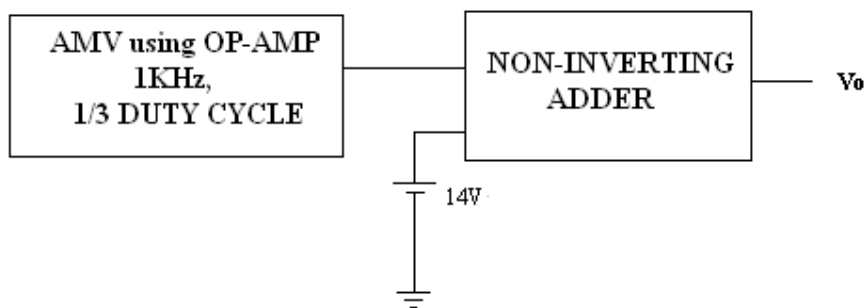 AMV using OP-AMP
1KHz,
1/3 DUTY CYCLE
NON-INVERTING
ADDER
Vo
14V